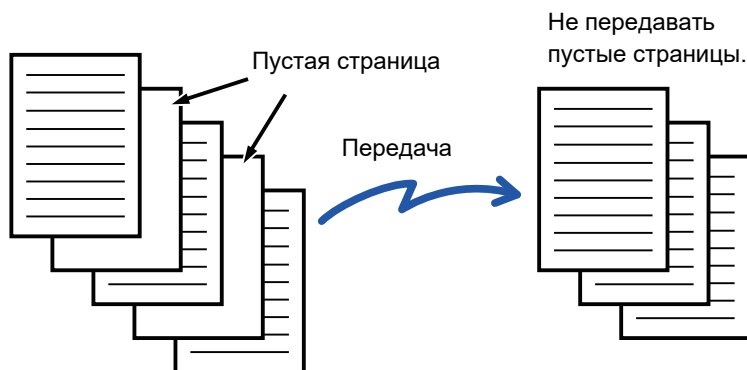 Пустая страница
Передача
Не передавать
пустые страницы.